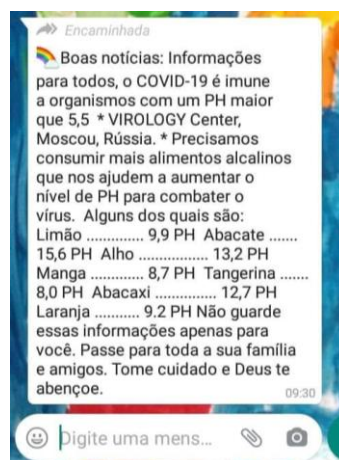 Encaminhada
Boas notícias: Informações
para todos, o COVID-19 é imune
a organismos com um PH maior
que 5,5 * VIROLOGY Center,
Moscou, Rússia. * Precisamos
consumir mais alimentos alcalinos
que nos ajudem a aumentar o
nível de PH para combater o
vírus. Alguns dos quais são:
Limão .............. 9,9 PH Abacate .......
15,6 PH Alho ................. 13,2 PH
Manga ............. 8,7 PH Tangerina .......
8,0 PH Abacaxi ............... 12,7 PH
Laranja ........... 9.2 PH Não guarde
essas informações apenas para
você. Passe para toda a sua família
e amigos. Tome cuidado e Deus te
abençoe.
09:30
Digite uma mens...